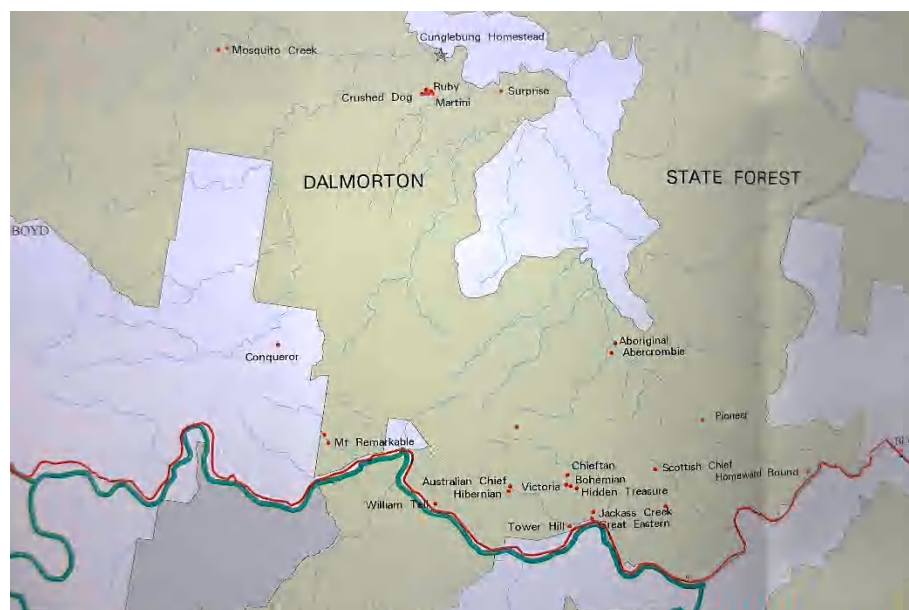 Cunglebung Homestead
Mosquito Creek
Ruby
Crushed Dog
Martini
Surprise
DALMORTON
STATE FOREST
BOYD
Aboriginal
Abercrombie
Conqueror
Pioneer
Mt Remarkable
Chieftan
Scottish Chief
Homeward Bound
Australian Chief
Victoria
Bohemian
Hibernian
Hidden Treasure
William Tell
Jackass Creek
Tower Hill
Great Eastern